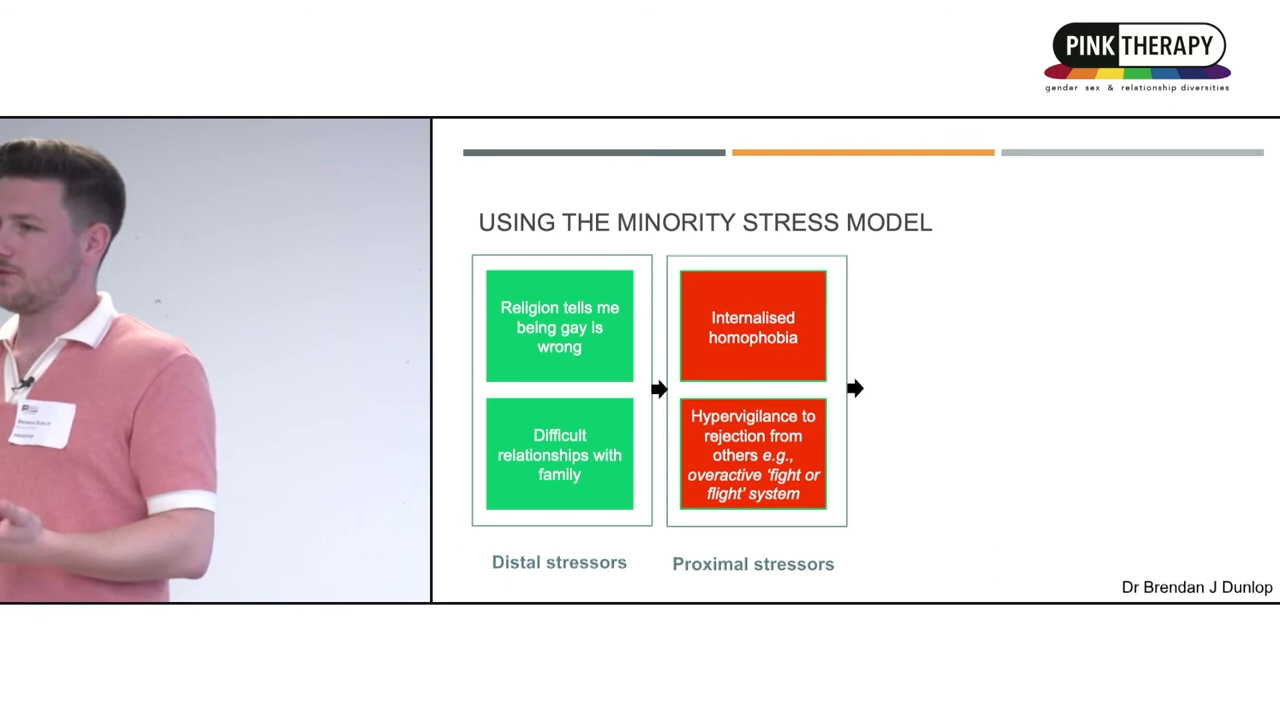 PINK THERAPY
gender sex & relationship diversities
USING THE MINORITY STRESS MODEL
Religion tells me
being gay is
wrong
Difficult
relationships with
family
Distal stressors
Internalised
homophobia
Hypervigilance to
rejection from
others e.g.,
overactive ‘fight or
flight’ system
Proximal stressors
Dr Brendan J Dunlop